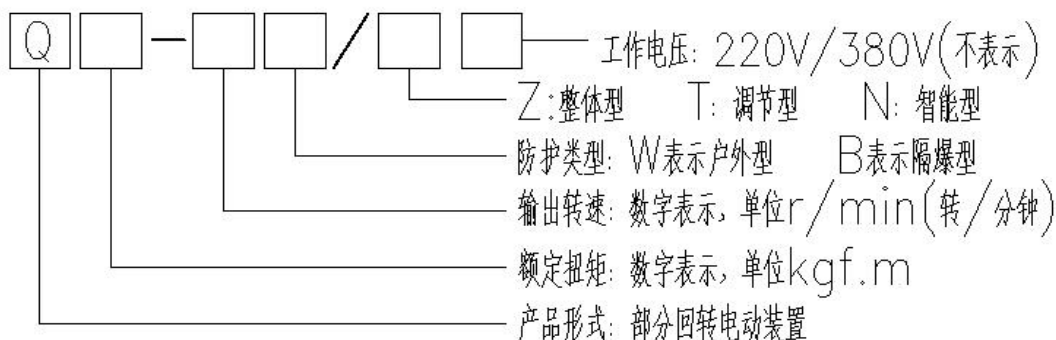 Q — / 工作电压: 220V/380V(不表示)
Z:整体型 T: 调节型 N: 智能型
防护类型: W表示户外型 B表示隔爆型
输出转速: 数字表示, 单位r/min(转/分钟)
额定扭矩: 数字表示, 单位kgf.m
产品形式: 部分回转电动装置